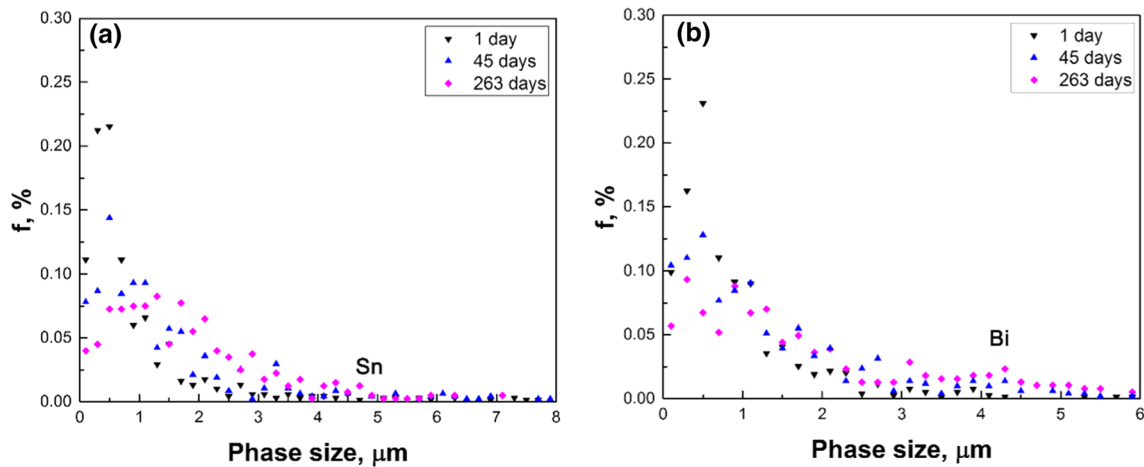 (a)
1 day
45 days
263 days
0.30
0.25
0.20
0.15
0.10
0.05
0.00
f, %
Sn
0 1 2 3 4 5 6 7 8
Phase size, μm
(b)
1 day
45 days
263 days
0.30
0.25
0.20
0.15
0.10
0.05
0.00
f, %
Bi
0 1 2 3 4 5 6
Phase size, μm